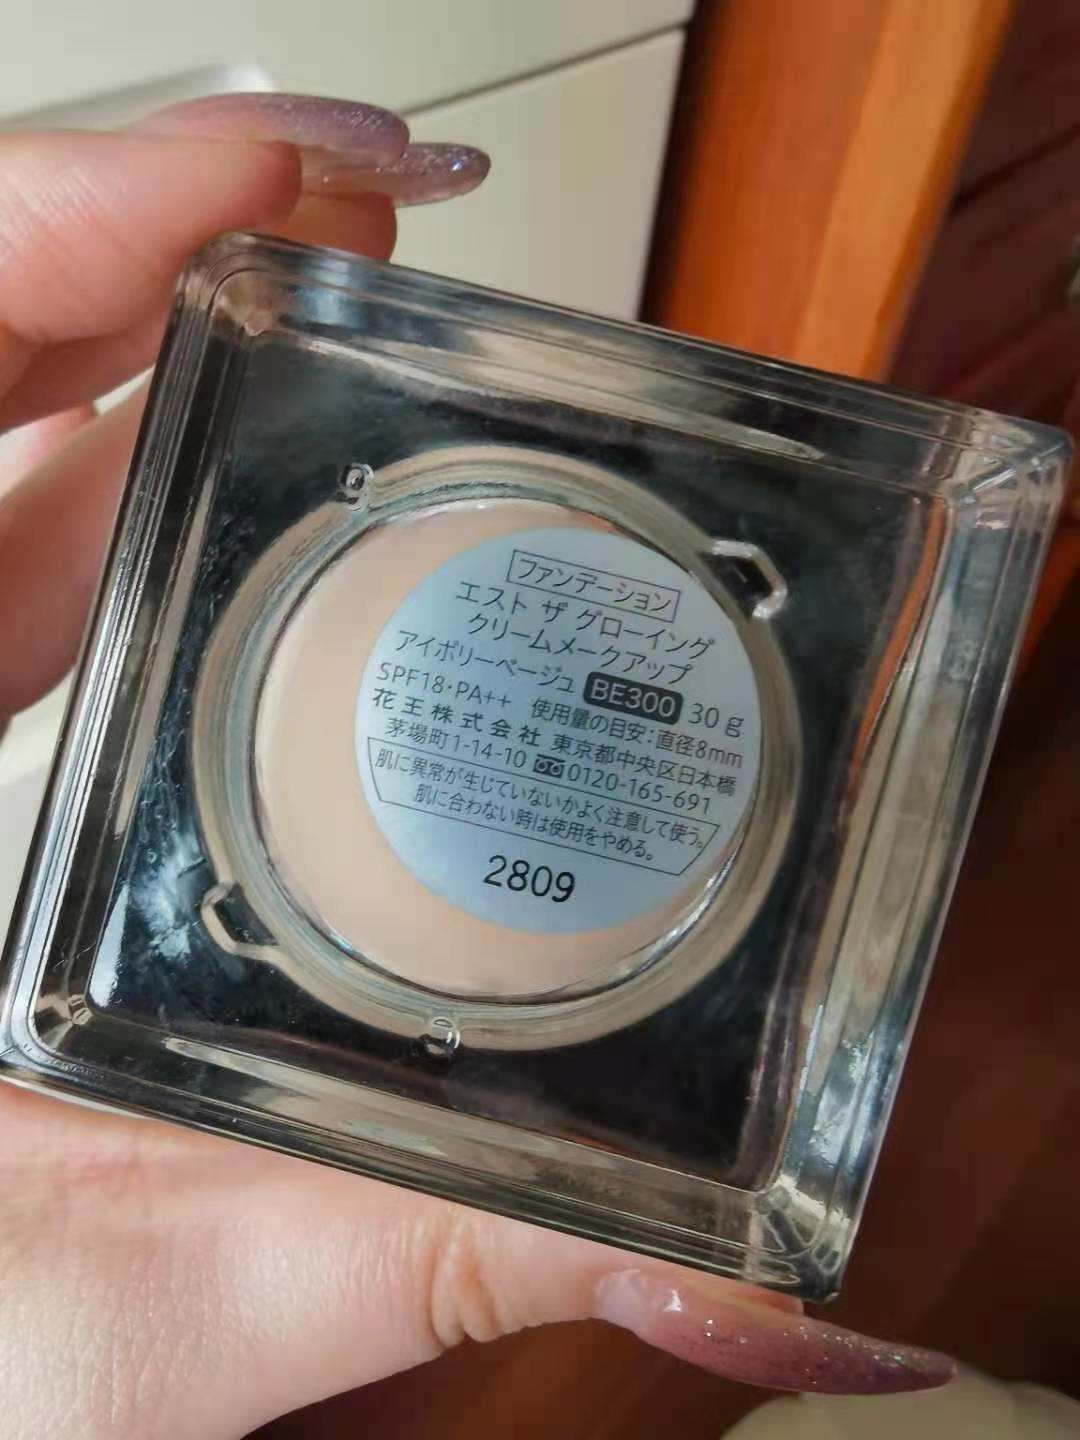 ファンデーション
エスト ザ グローイング
クリームメークアップ
アイボリーベージュ BE300 30g
SPF18・PA++ 使用量の目安：直径8mm
花王株式会社 東京都中央区日本橋
茅場町1-14-10 0120-165-691
肌に異常が生じていないかよく注意して使う。
肌に合わない時は使用をやめる。
2809